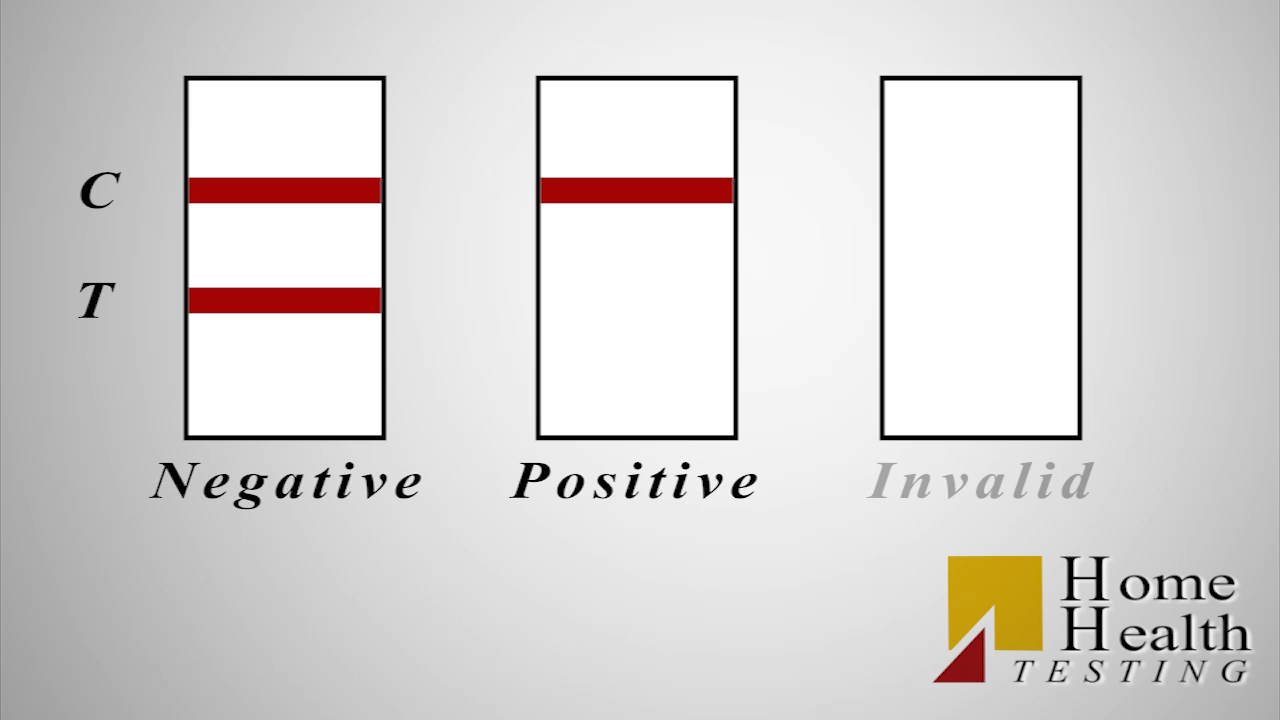 C
T
Negative Positive Invalid
Home
Health
TESTING